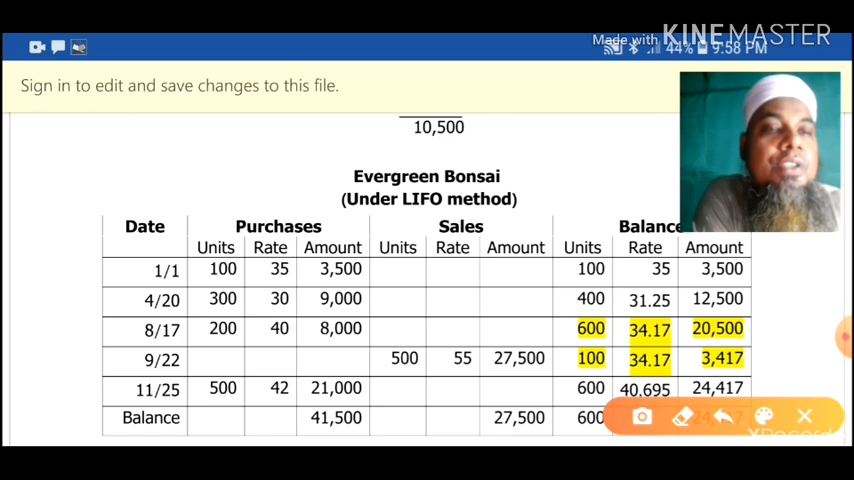 Made with KINEMASTER
44% 9:58 PM
Sign in to edit and save changes to this file.
10,500
Evergreen Bonsai
(Under LIFO method)
Date Purchases Sales Balance
Units Rate Amount Units Rate Amount Units Rate Amount
1/1 100 35 3,500 100 35 3,500
4/20 300 30 9,000 400 31.25 12,500
8/17 200 40 8,000 600 34.17 20,500
9/22 500 55 27,500 100 34.17 3,417
11/25 500 42 21,000 600 40.695 24,417
Balance 41,500 27,500 600